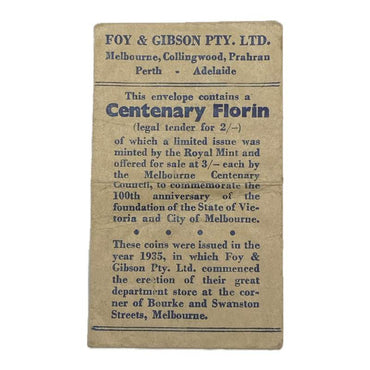 FOY & GIBSON PTY. LTD.
Melbourne, Collingwood, Prahran
Perth - Adelaide
This envelope contains a
Centenary Florin
(legal tender for 2/—)
of which a limited issue was
minted by the Royal Mint and
offered for sale at 3/— each by
the Melbourne Centenary
Council, to commemorate the
100th anniversary of the
foundation of the State of Vic-
toria and City of Melbourne.
These coins were issued in the
year 1935, in which Foy &
Gibson Pty. Ltd. commenced
the erection of their great
department store at the cor-
ner of Bourke and Swanston
Streets, Melbourne.